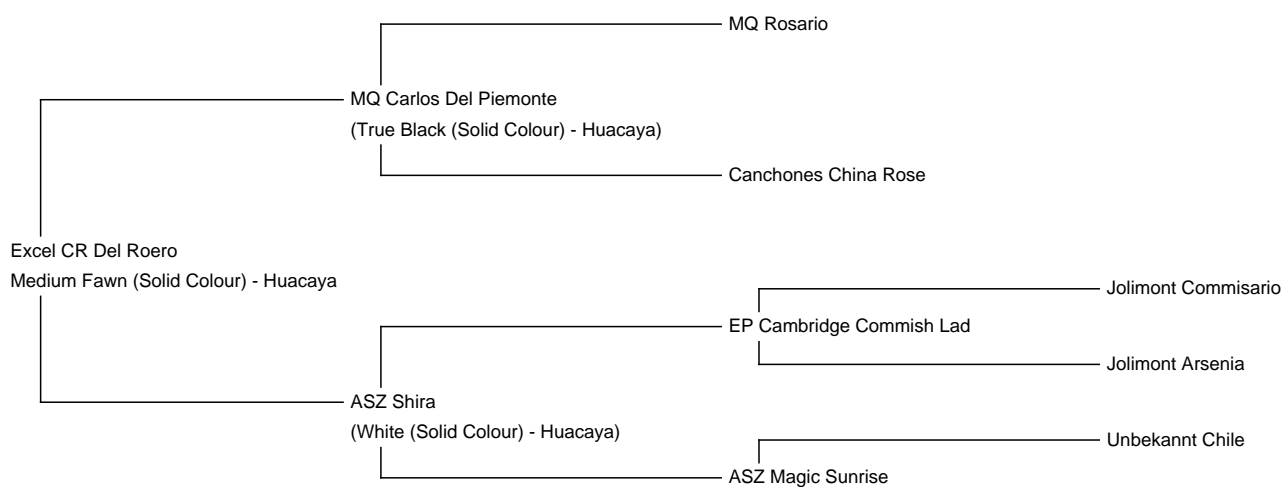 MQ Rosario
MQ Carlos Del Piemonte
(True Black (Solid Colour) - Huacaya)
Canchones China Rose
Excel CR Del Roero
Medium Fawn (Solid Colour) - Huacaya
Jolimont Commisario
EP Cambridge Commish Lad
Jolimont Arsenia
ASZ Shira
(White (Solid Colour) - Huacaya)
Unbekannt Chile
ASZ Magic Sunrise